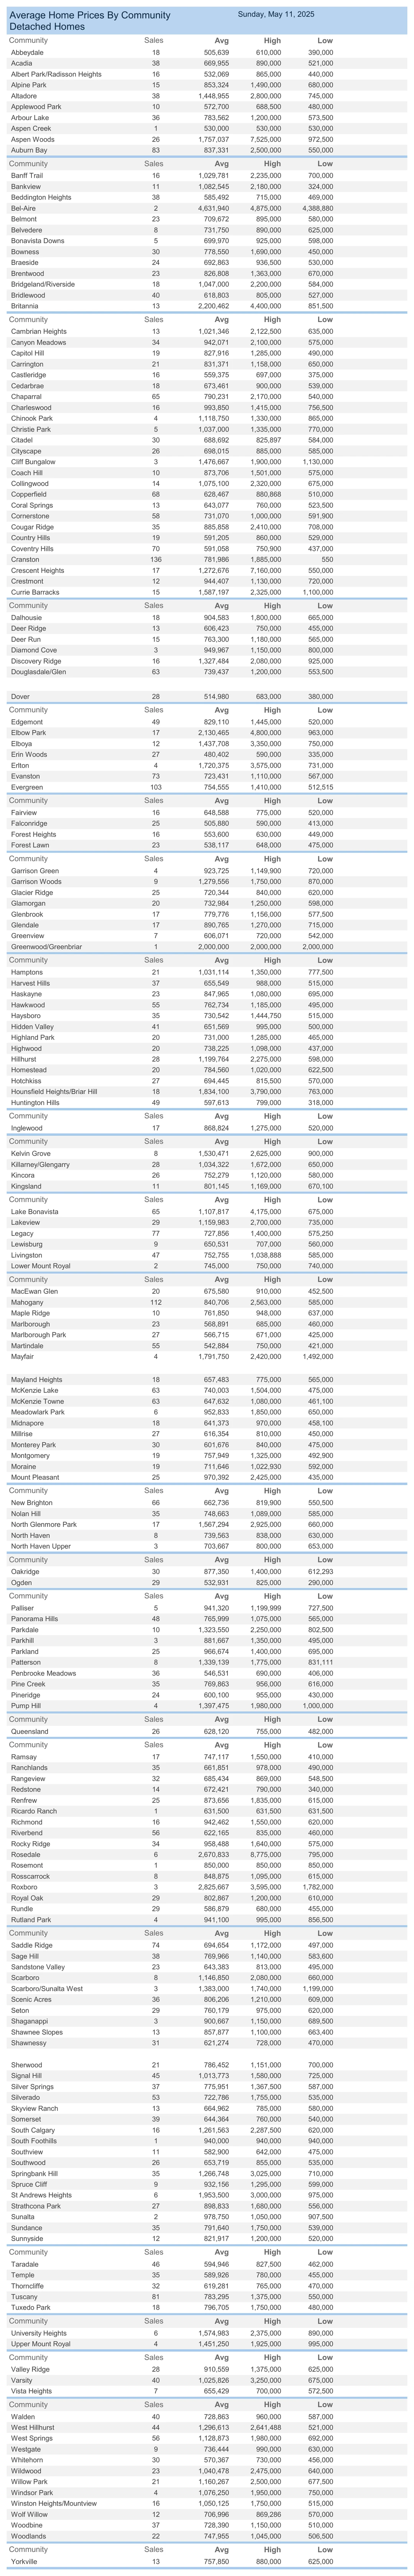 Average Home Prices By Community Sunday, May 11, 2025
Detached Homes
Community Sales Avg High Low
Abbeydale 18 505,639 610,000 390,000
Acadia 38 669,955 890,000 521,000
Albert Park/Radisson Heights 16 532,069 865,000 440,000
Alpine Park 15 853,324 1,490,000 680,000
Altadore 38 1,448,955 2,800,000 745,000
Applewood Park 10 572,700 688,500 480,000
Arbour Lake 36 783,562 1,200,000 573,500
Aspen Creek 1 530,000 530,000 530,000
Aspen Woods 26 1,757,037 7,525,000 972,500
Auburn Bay 83 837,331 2,500,000 550,000
Community Sales Avg High Low
Banff Trail 16 1,029,781 2,235,000 700,000
Bankview 11 1,082,545 2,180,000 324,000
Beddington Heights 38 585,492 715,000 469,000
Bel-Aire 2 4,631,940 4,875,000 4,388,880
Belmont 23 709,672 895,000 580,000
Belvedere 8 731,750 890,000 625,000
Bonavista Downs 5 699,970 925,000 598,000
Bowness 30 778,550 1,690,000 450,000
Braeside 24 692,863 936,500 530,000
Brentwood 23 826,808 1,363,000 670,000
Bridgeland/Riverside 18 1,047,000 2,200,000 584,000
Bridlewood 40 618,803 805,000 527,000
Britannia 13 2,200,462 4,400,000 851,500
Community Sales Avg High Low
Cambrian Heights 13 1,021,346 2,122,500 635,000
Canyon Meadows 34 942,071 2,100,000 575,000
Capitol Hill 19 827,916 1,285,000 490,000
Carrington 21 831,371 1,158,000 650,000
Castleridge 16 559,375 697,000 375,000
Cedarbrae 18 673,461 900,000 539,000
Chaparral 65 790,231 2,170,000 540,000
Charleswood 16 993,850 1,415,000 756,500
Chinook Park 4 1,118,750 1,330,000 865,000
Christie Park 5 1,037,000 1,335,000 770,000
Citadel 30 688,692 825,897 584,000
Cityscape 26 698,015 885,000 585,000
Cliff Bungalow 3 1,476,667 1,900,000 1,130,000
Coach Hill 10 873,706 1,501,000 575,000
Collingwood 14 1,075,100 2,320,000 675,000
Copperfield 68 628,467 880,868 510,000
Coral Springs 13 643,077 760,000 523,500
Cornerstone 58 731,070 1,000,000 591,900
Cougar Ridge 35 885,858 2,410,000 708,000
Country Hills 19 591,205 860,000 529,000
Coventry Hills 70 591,058 750,900 437,000
Cranston 136 781,986 1,885,000 550
Crescent Heights 17 1,272,676 7,160,000 550,000
Crestmont 12 944,407 1,130,000 720,000
Currie Barracks 15 1,587,197 2,325,000 1,100,000
Community Sales Avg High Low
Dalhousie 18 904,583 1,800,000 665,000
Deer Ridge 13 606,423 750,000 455,000
Deer Run 15 763,300 1,180,000 565,000
Diamond Cove 3 949,967 1,150,000 800,000
Discovery Ridge 16 1,327,484 2,080,000 925,000
Douglasdale/Glen 63 739,437 1,200,000 553,500
Dover 28 514,980 683,000 380,000
Community Sales Avg High Low
Edgemont 49 829,110 1,445,000 520,000
Elbow Park 17 2,130,465 4,800,000 963,000
Elboya 12 1,437,708 3,350,000 750,000
Erin Woods 27 480,402 590,000 335,000
Erlton 4 1,720,375 3,575,000 731,000
Evanston 73 723,431 1,110,000 567,000
Evergreen 103 754,555 1,410,000 512,515
Community Sales Avg High Low
Fairview 16 648,588 775,000 520,000
Falconridge 25 505,880 590,000 413,000
Forest Heights 16 553,600 630,000 449,000
Forest Lawn 23 538,117 648,000 475,000
Community Sales Avg High Low
Garrison Green 4 923,725 1,149,900 720,000
Garrison Woods 9 1,279,556 1,750,000 870,000
Glacier Ridge 25 720,344 840,000 620,000
Glamorgan 20 732,984 1,250,000 598,000
Glenbrook 17 779,776 1,156,000 577,500
Glendale 17 890,765 1,270,000 715,000
Greenview 7 606,071 720,000 542,000
Greenwood/Greenbriar 1 2,000,000 2,000,000 2,000,000
Community Sales Avg High Low
Hamptons 21 1,031,114 1,350,000 777,500
Harvest Hills 37 655,549 988,000 515,000
Haskayne 23 847,965 1,080,000 695,000
Hawkwood 55 762,734 1,185,000 495,000
Haysboro 35 730,542 1,444,750 515,000
Hidden Valley 41 651,569 995,000 500,000
Highland Park 20 731,000 1,285,000 465,000
Highwood 20 738,225 1,098,000 437,000
Hillhurst 28 1,199,764 2,275,000 598,000
Homestead 20 784,560 1,020,000 622,500
Hotchkiss 27 694,445 815,500 570,000
Hounsfield Heights/Briar Hill 18 1,834,100 3,790,000 763,000
Huntington Hills 49 597,613 799,000 318,000
Community Sales Avg High Low
Inglewood 17 868,824 1,275,000 520,000
Community Sales Avg High Low
Kelvin Grove 8 1,530,471 2,625,000 900,000
Killarney/Glengarry 28 1,034,322 1,672,000 650,000
Kincora 26 752,279 1,120,000 580,000
Kingsland 11 801,145 1,169,000 670,100
Community Sales Avg High Low
Lake Bonavista 65 1,107,817 4,175,000 675,000
Lakeview 29 1,159,983 2,700,000 735,000
Legacy 77 727,856 1,400,000 575,250
Lewisburg 9 650,531 707,000 560,000
Livingston 47 752,755 1,038,888 585,000
Lower Mount Royal 2 745,000 750,000 740,000
Community Sales Avg High Low
MacEwan Glen 20 675,580 910,000 452,500
Mahogany 112 840,706 2,563,000 585,000
Maple Ridge 10 761,850 948,000 637,000
Marlborough 23 568,891 685,000 460,000
Marlborough Park 27 566,715 671,000 425,000
Martindale 55 542,884 750,000 421,000
Mayfair 4 1,791,750 2,420,000 1,492,000
Mayland Heights 18 657,483 775,000 565,000
McKenzie Lake 63 740,003 1,504,000 475,000
McKenzie Towne 63 647,632 1,080,000 461,100
Meadowlark Park 6 952,833 1,850,000 650,000
Midnapore 18 641,373 970,000 458,100
Millrise 27 616,354 810,000 450,000
Monterey Park 30 601,676 840,000 475,000
Montgomery 19 757,949 1,325,000 492,900
Moraine 19 711,646 1,022,930 592,000
Mount Pleasant 25 970,392 2,425,000 435,000
Community Sales Avg High Low
New Brighton 66 662,736 819,900 550,500
Nolan Hill 35 748,663 1,089,000 585,000
North Glenmore Park 17 1,567,294 2,925,000 660,000
North Haven 8 739,563 838,000 630,000
North Haven Upper 3 703,667 800,000 653,000
Community Sales Avg High Low
Oakridge 30 877,350 1,400,000 612,293
Ogden 29 532,931 825,000 290,000
Community Sales Avg High Low
Palliser 5 941,320 1,199,999 727,500
Panorama Hills 48 765,999 1,075,000 565,000
Parkdale 10 1,323,550 2,250,000 802,500
Parkhill 3 881,667 1,350,000 495,000
Parkland 25 966,674 1,400,000 695,000
Patterson 8 1,339,139 1,775,000 831,111
Penbrooke Meadows 36 546,531 690,000 406,000
Pine Creek 35 769,863 956,000 616,000
Pineridge 24 600,100 955,000 430,000
Pump Hill 4 1,397,475 1,980,000 1,000,000
Community Sales Avg High Low
Queensland 26 628,120 755,000 482,000
Community Sales Avg High Low
Ramsay 17 747,117 1,550,000 410,000
Ranchlands 35 661,851 978,000 490,000
Rangeview 32 685,434 869,000 548,500
Redstone 14 672,421 790,000 340,000
Renfrew 25 873,656 1,835,000 615,000
Ricardo Ranch 1 631,500 631,500 631,500
Richmond 16 942,462 1,550,000 620,000
Riverbend 56 622,165 835,000 460,000
Rocky Ridge 34 958,488 1,640,000 575,000
Rosedale 6 2,670,833 8,775,000 795,000
Rosemont 1 850,000 850,000 850,000
Rosscarrock 8 848,875 1,095,000 615,000
Roxboro 3 2,825,667 3,595,000 1,782,000
Royal Oak 29 802,867 1,200,000 610,000
Rundle 29 586,879 680,000 455,000
Rutland Park 4 941,100 995,000 856,500
Community Sales Avg High Low
Saddle Ridge 74 694,654 1,172,000 497,000
Sage Hill 38 769,966 1,140,000 583,600
Sandstone Valley 23 643,383 813,000 495,000
Scarboro 8 1,146,850 2,080,000 660,000
Scarboro/Sunalta West 3 1,383,000 1,740,000 1,199,000
Scenic Acres 36 806,206 1,210,000 609,000
Seton 29 760,179 975,000 620,000
Shaganappi 3 900,667 1,150,000 689,500
Shawnee Slopes 13 857,877 1,100,000 663,400
Shawnessy 31 621,274 728,000 470,000
Sherwood 21 786,452 1,151,000 700,000
Signal Hill 45 1,013,773 1,580,000 725,000
Silver Springs 37 775,951 1,367,500 587,000
Silverado 53 722,786 1,755,000 535,000
Skyview Ranch 13 664,962 785,000 580,000
Somerset 39 644,364 760,000 540,000
South Calgary 16 1,261,563 2,287,500 620,000
South Foothills 1 940,000 940,000 940,000
Southview 11 582,900 642,000 475,000
Southwood 26 653,719 855,000 535,000
Springbank Hill 35 1,266,748 3,025,000 710,000
Spruce Cliff 9 932,156 1,295,000 599,000
St Andrews Heights 6 1,953,500 3,000,000 975,000
Strathcona Park 27 898,833 1,680,000 556,000
Sunalta 2 978,750 1,050,000 907,500
Sundance 35 791,640 1,750,000 539,000
Sunnyside 12 821,917 1,200,000 520,000
Community Sales Avg High Low
Taradale 46 594,946 827,500 462,000
Temple 35 589,926 780,000 455,000
Thorncliffe 32 619,281 765,000 470,000
Tuscany 81 783,295 1,375,000 550,000
Tuxedo Park 18 796,705 1,750,000 480,000
Community Sales Avg High Low
University Heights 6 1,574,983 2,375,000 890,000
Upper Mount Royal 4 1,451,250 1,925,000 995,000
Community Sales Avg High Low
Valley Ridge 28 910,559 1,375,000 625,000
Varsity 40 1,025,826 3,250,000 675,000
Vista Heights 7 655,429 700,000 572,500
Community Sales Avg High Low
Walden 40 728,863 960,000 587,000
West Hillhurst 44 1,296,613 2,641,488 521,000
West Springs 56 1,128,873 1,980,000 692,000
Westgate 9 736,444 990,000 630,000
Whitehorn 30 570,367 730,000 456,000
Wildwood 23 1,040,478 2,475,000 640,000
Willow Park 21 1,160,267 2,500,000 677,500
Windsor Park 4 1,076,250 1,950,000 750,000
Winston Heights/Mountview 16 1,050,125 1,750,000 515,000
Wolf Willow 12 706,996 869,286 570,000
Woodbine 37 728,390 1,150,000 510,000
Woodlands 22 747,955 1,045,000 506,500
Community Sales Avg High Low
Yorkville 13 757,850 880,000 625,000